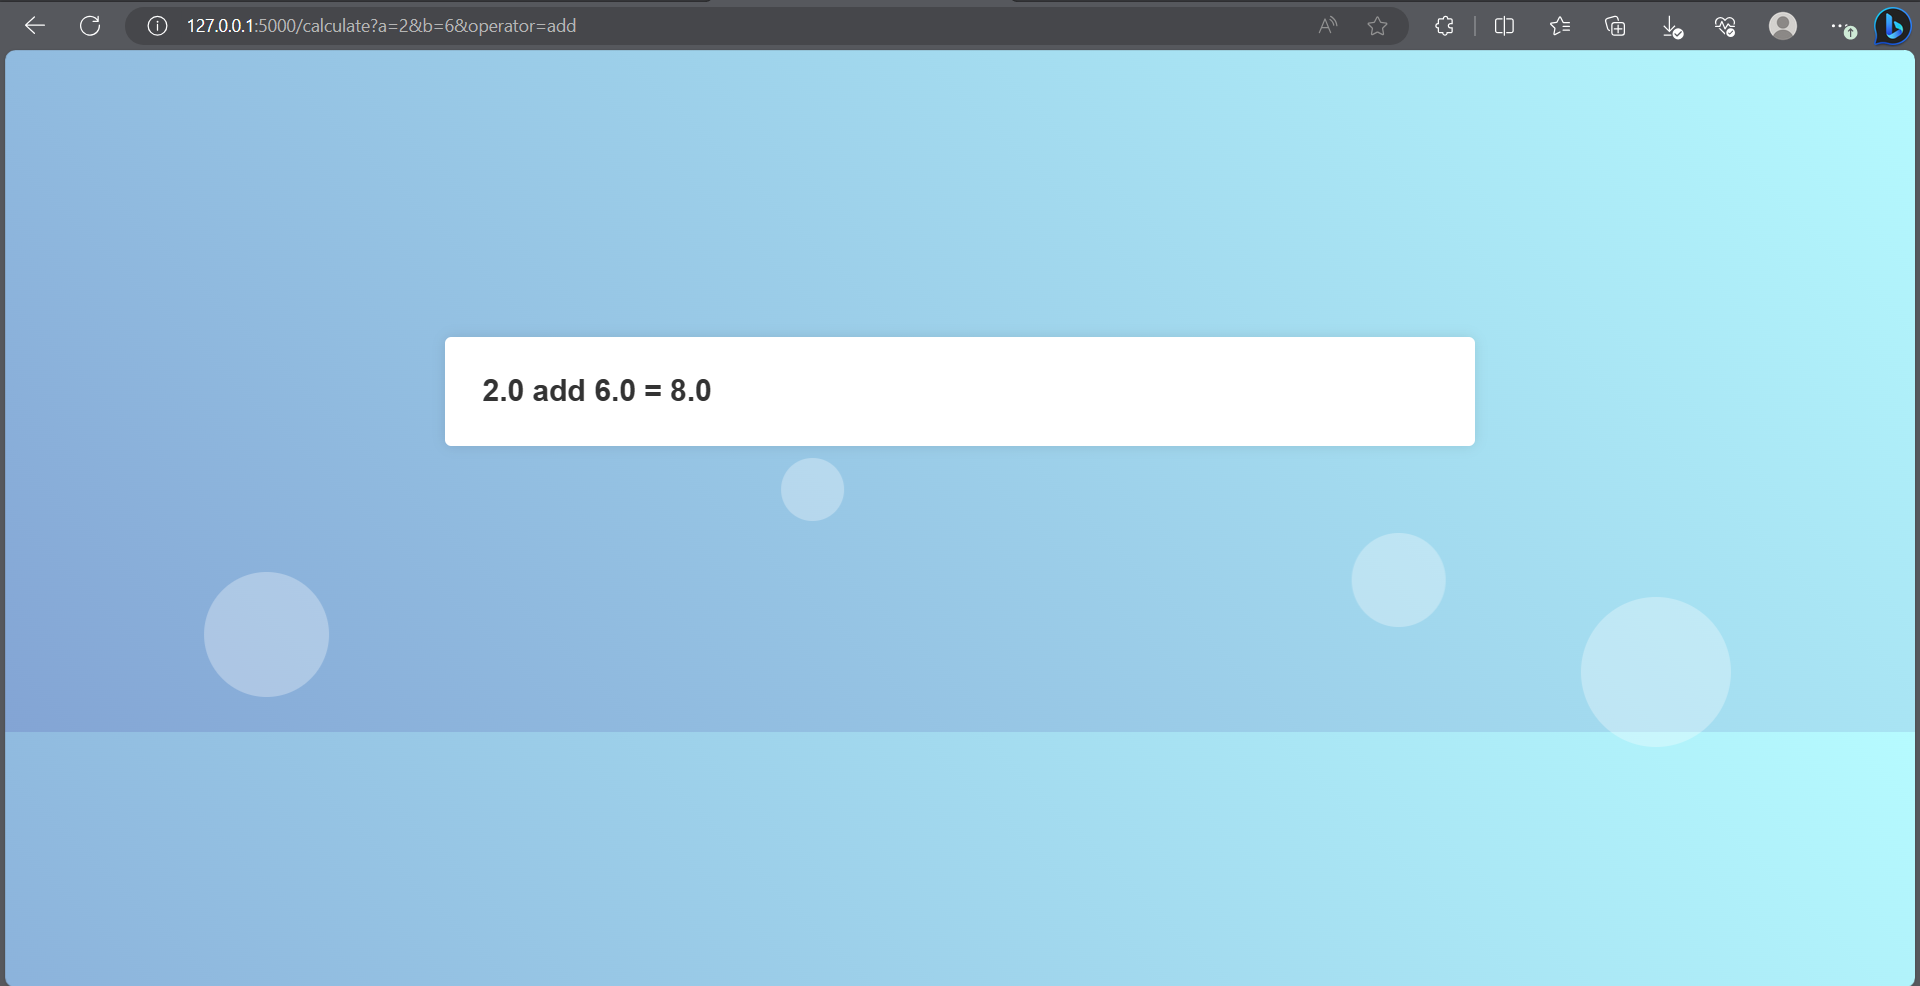 127.0.0.1:5000/calculate?a=2&b=6&operator=add
2.0 add 6.0 = 8.0